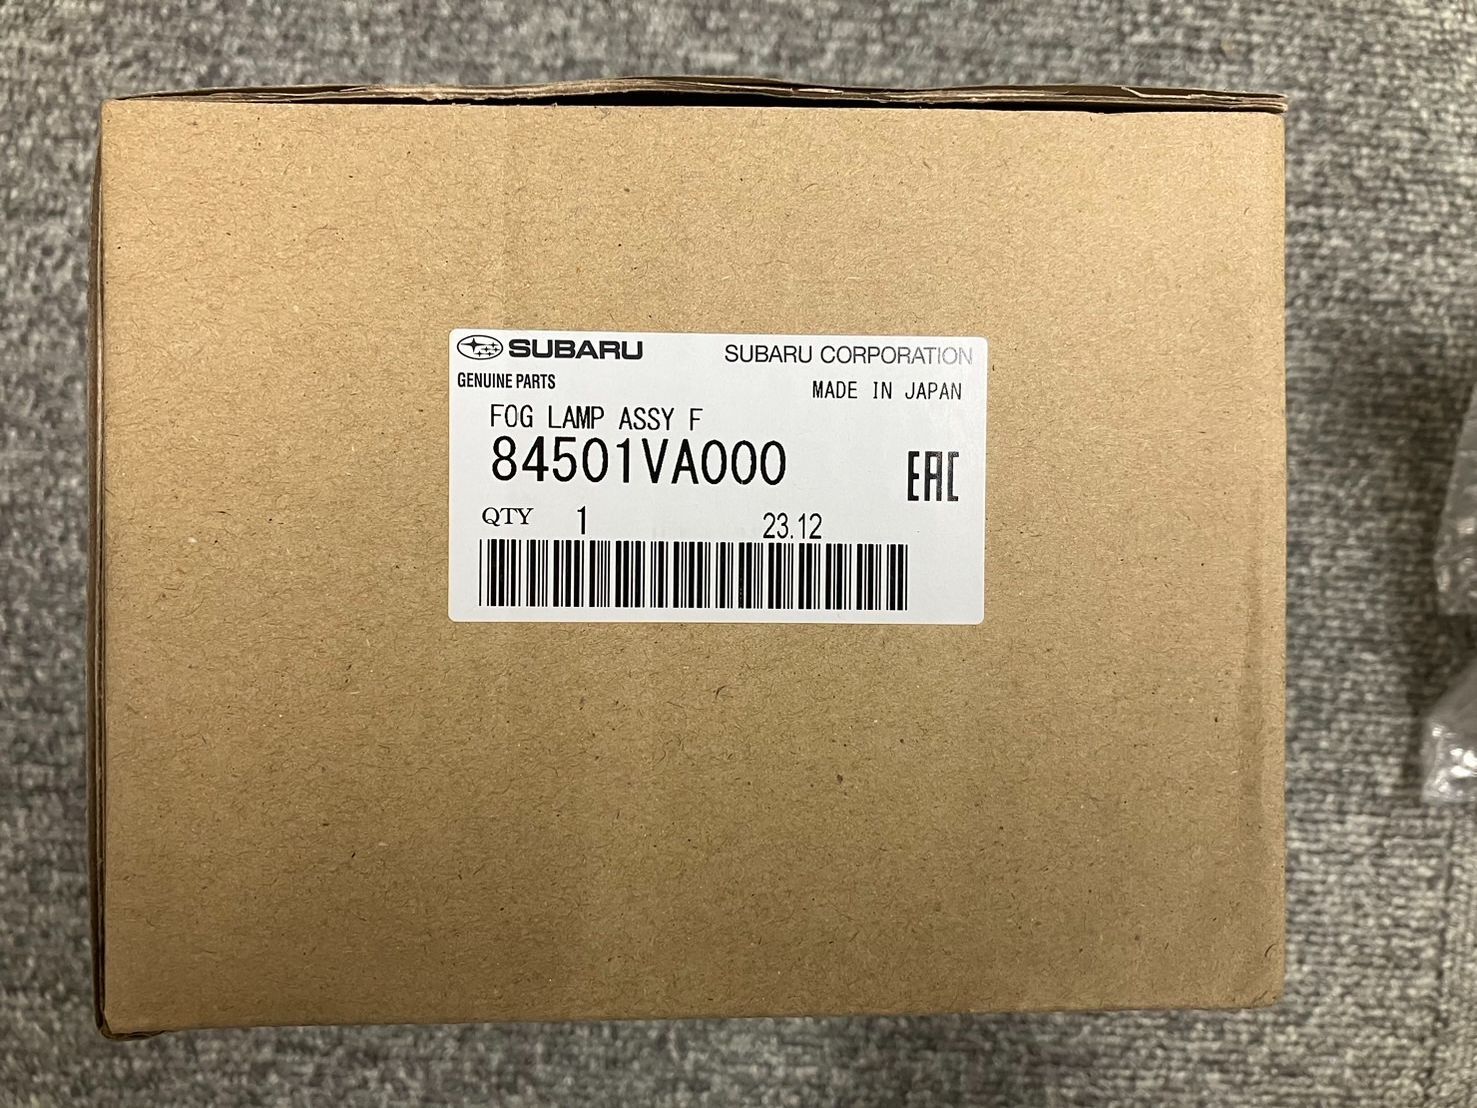 SUBARU SUBARU CORPORATION
GENUINE PARTS MADE IN JAPAN
FOG LAMP ASSY F
84501VA000
EAC
QTY 1 23.12